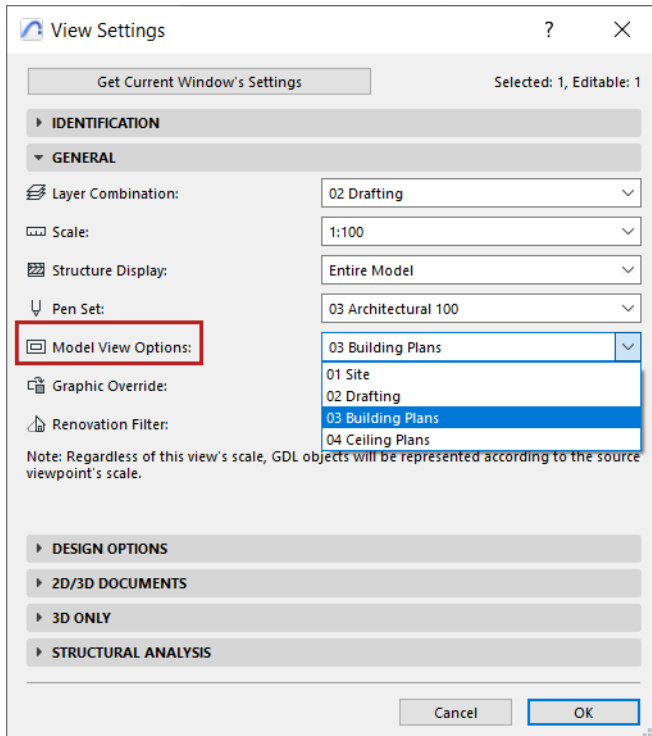 View Settings
?
Get Current Window's Settings
Selected: 1, Editable: 1
IDENTIFICATION
GENERAL
Layer Combination:
02 Drafting
Scale:
1:100
Structure Display:
Entire Model
Pen Set:
03 Architectural 100
Model View Options:
03 Building Plans
01 Site
02 Drafting
03 Building Plans
04 Ceiling Plans
Graphic Override:
Renovation Filter:
Note: Regardless of this view's scale, GDL objects will be represented according to the source
viewpoint's scale.
DESIGN OPTIONS
2D/3D DOCUMENTS
3D ONLY
STRUCTURAL ANALYSIS
Cancel
OK